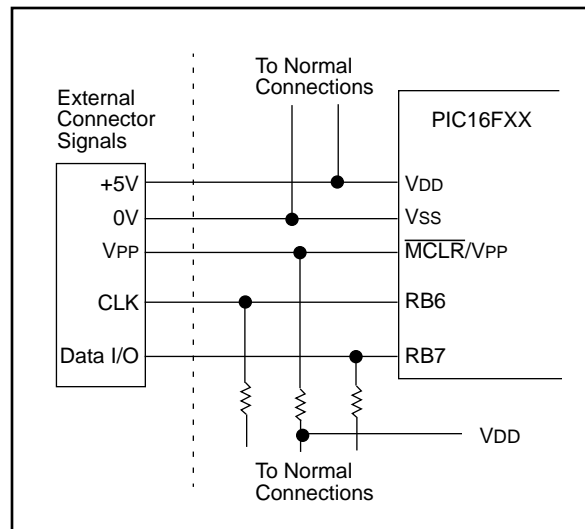 To Normal
Connections
External
Connector
Signals
PIC16FXX
+5V
VDD
0V
VSS
VPP
MCLR/VPP
CLK
RB6
Data I/O
RB7
VDD
To Normal
Connections